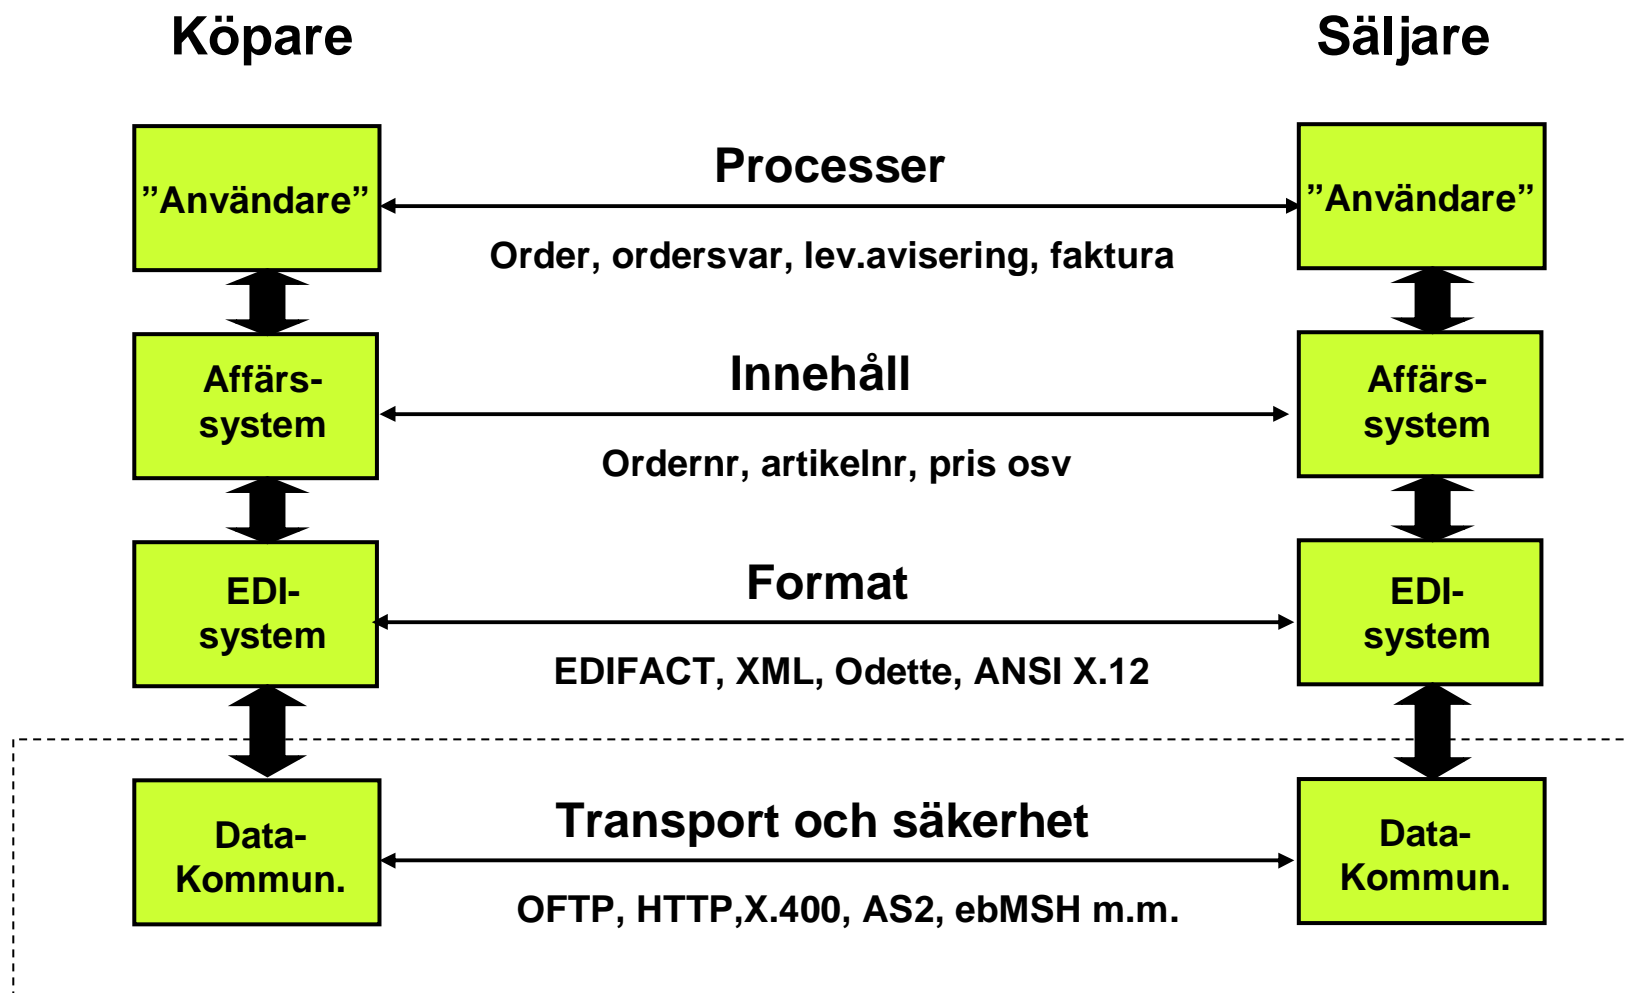 Köpare
Säljare
”Användare”
Processer
”Användare”
Order, ordersvar, lev.avisering, faktura
Affärs-
system
Innehåll
Affärs-
system
Ordernr, artikelnr, pris osv
EDI-
system
Format
EDI-
system
EDIFACT, XML, Odette, ANSI X.12
Data-
Kommun.
Transport och säkerhet
Data-
Kommun.
OFTP, HTTP,X.400, AS2, ebMSH m.m.